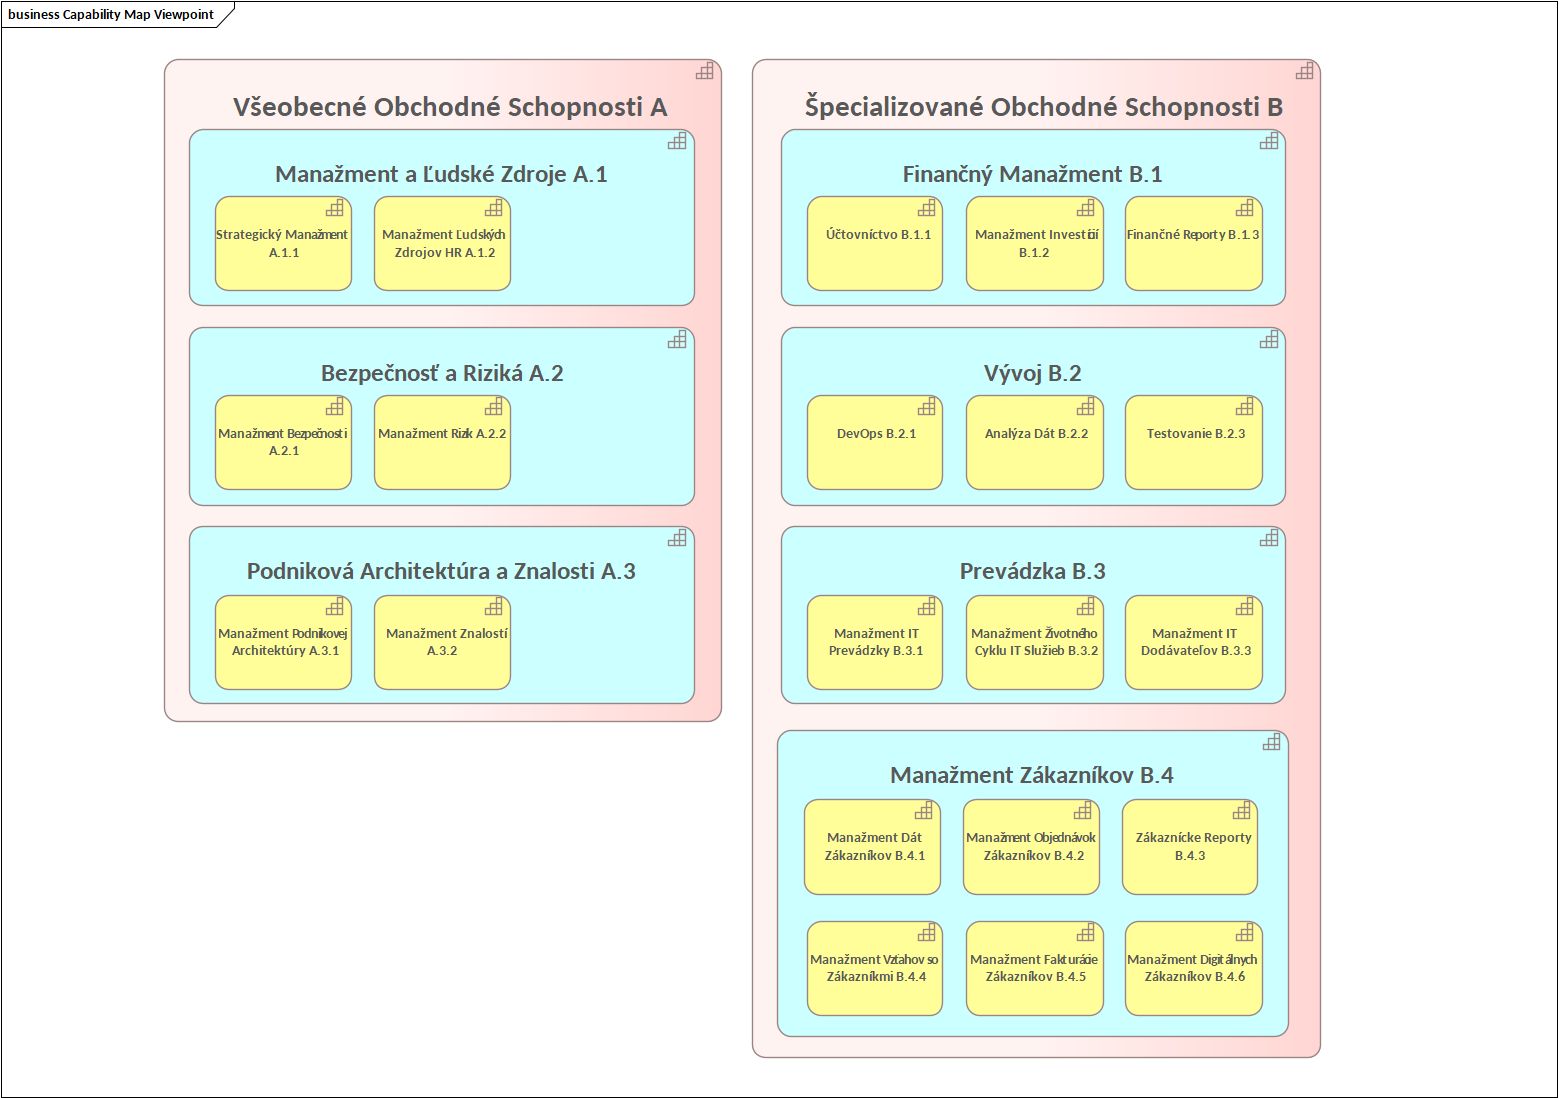 business Capability Map Viewpoint
Všeobecné Obchodné Schopnosti A
Manažment a Ľudské Zdroje A.1
Strategický Manažment
A.1.1
Manažment Ľudských
Zdrojov HR A.1.2
Bezpečnosť a Riziká A.2
Manažment Bezpečnosti
A.2.1
Manažment Rizík A.2.2
Podniková Architektúra a Znalosti A.3
Manažment Podnikovej
Architektúry A.3.1
Manažment Znalostí
A.3.2
Špecializované Obchodné Schopnosti B
Finančný Manažment B.1
Účtovníctvo B.1.1
Manažment Investícií
B.1.2
Finančné Reporty B.1.3
Vývoj B.2
DevOps B.2.1
Analýza Dát B.2.2
Testovanie B.2.3
Prevádzka B.3
Manažment IT
Prevádzky B.3.1
Manažment Životného
Cyklu IT Služieb B.3.2
Manažment IT
Dodávateľov B.3.3
Manažment Zákazníkov B.4
Manažment Dát
Zákazníkov B.4.1
Manažment Objednávok
Zákazníkov B.4.2
Zákaznícke Reporty
B.4.3
Manažment Vzťahov so
Zákazníkmi B.4.4
Manažment Fakturácie
Zákazníkov B.4.5
Manažment Digitálnych
Zákazníkov B.4.6